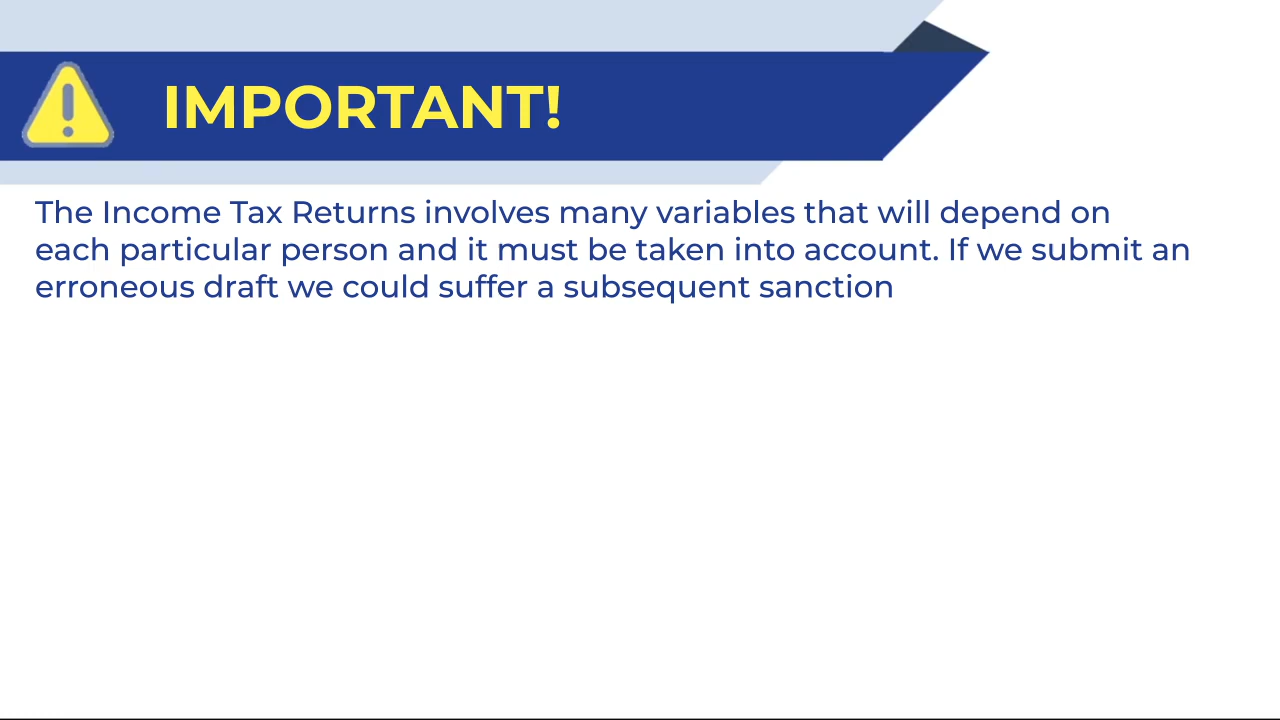 IMPORTANT!
The Income Tax Returns involves many variables that will depend on
each particular person and it must be taken into account. If we submit an
erroneous draft we could suffer a subsequent sanction